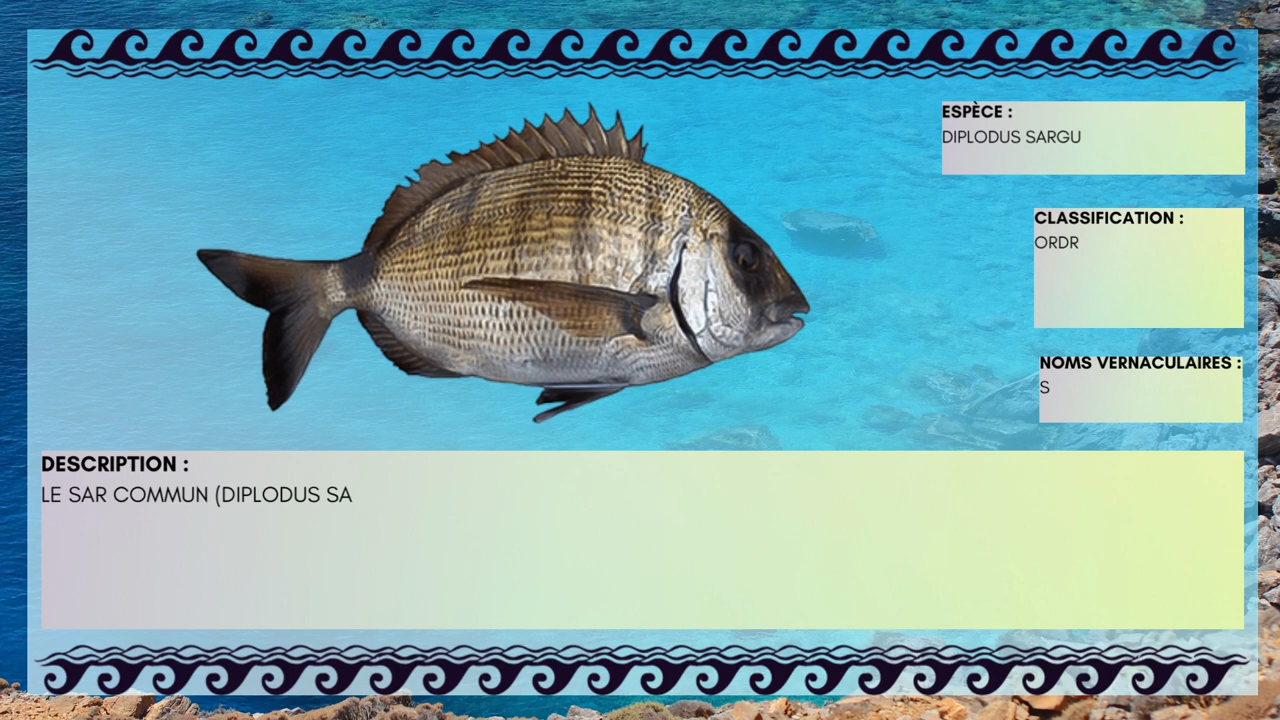 ESPÈCE :
DIPLODUS SARGU
CLASSIFICATION :
ORDR
NOMS VERNACULAIRES :
S
DESCRIPTION :
LE SAR COMMUN (DIPLODUS SA